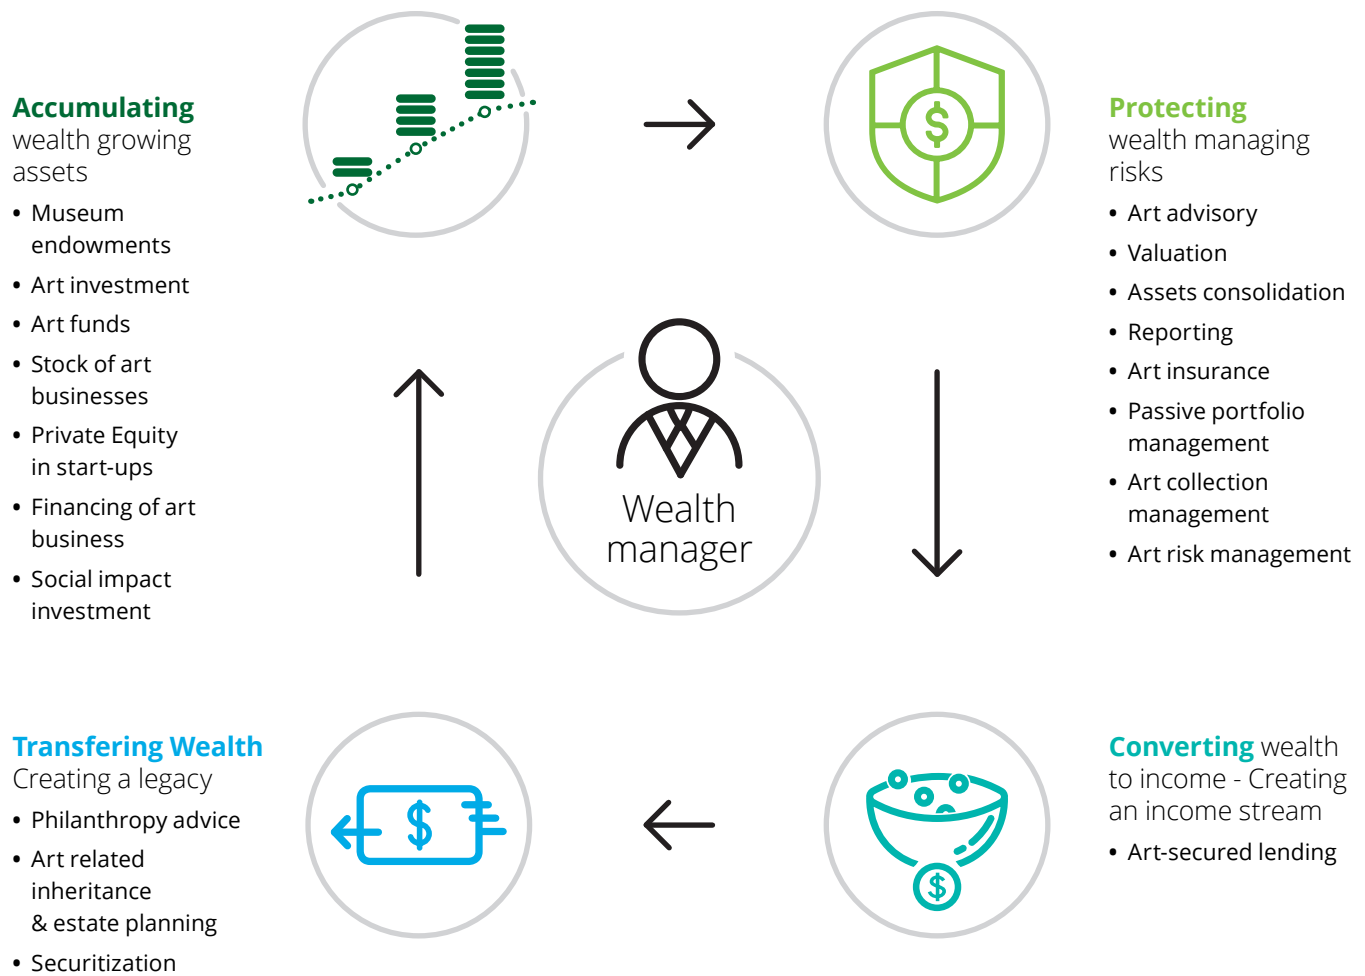 Accumulating
wealth growing
assets
• Museum
endowments
• Art investment
• Art funds
• Stock of art
businesses
• Private Equity
in start-ups
• Financing of art
business
• Social impact
investment
$
Protecting
wealth managing
risks
• Art advisory
• Valuation
• Assets consolidation
• Reporting
• Art insurance
• Passive portfolio
management
• Art collection
management
• Art risk management
Wealth
manager
Transfering Wealth
Creating a legacy
• Philanthropy advice
• Art related
inheritance
& estate planning
• Securitization
$
$
Converting wealth
to income - Creating
an income stream
• Art-secured lending